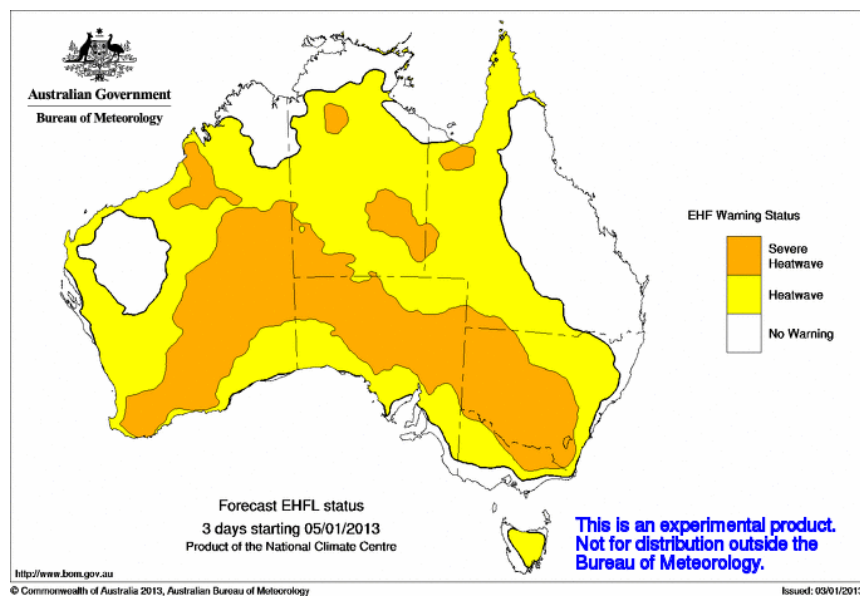 Australian Government
Bureau of Meteorology
EHF Warning Status
Severe
Heatwave
Heatwave
No Warning
Forecast EHFL status
3 days starting 05/01/2013
Product of the National Climate Centre
This is an experimental product.
Not for distribution outside the
Bureau of Meteorology.
http://www.bom.gov.au
© Commonwealth of Australia 2013, Australian Bureau of Meteorology
Issued: 03/01/2013